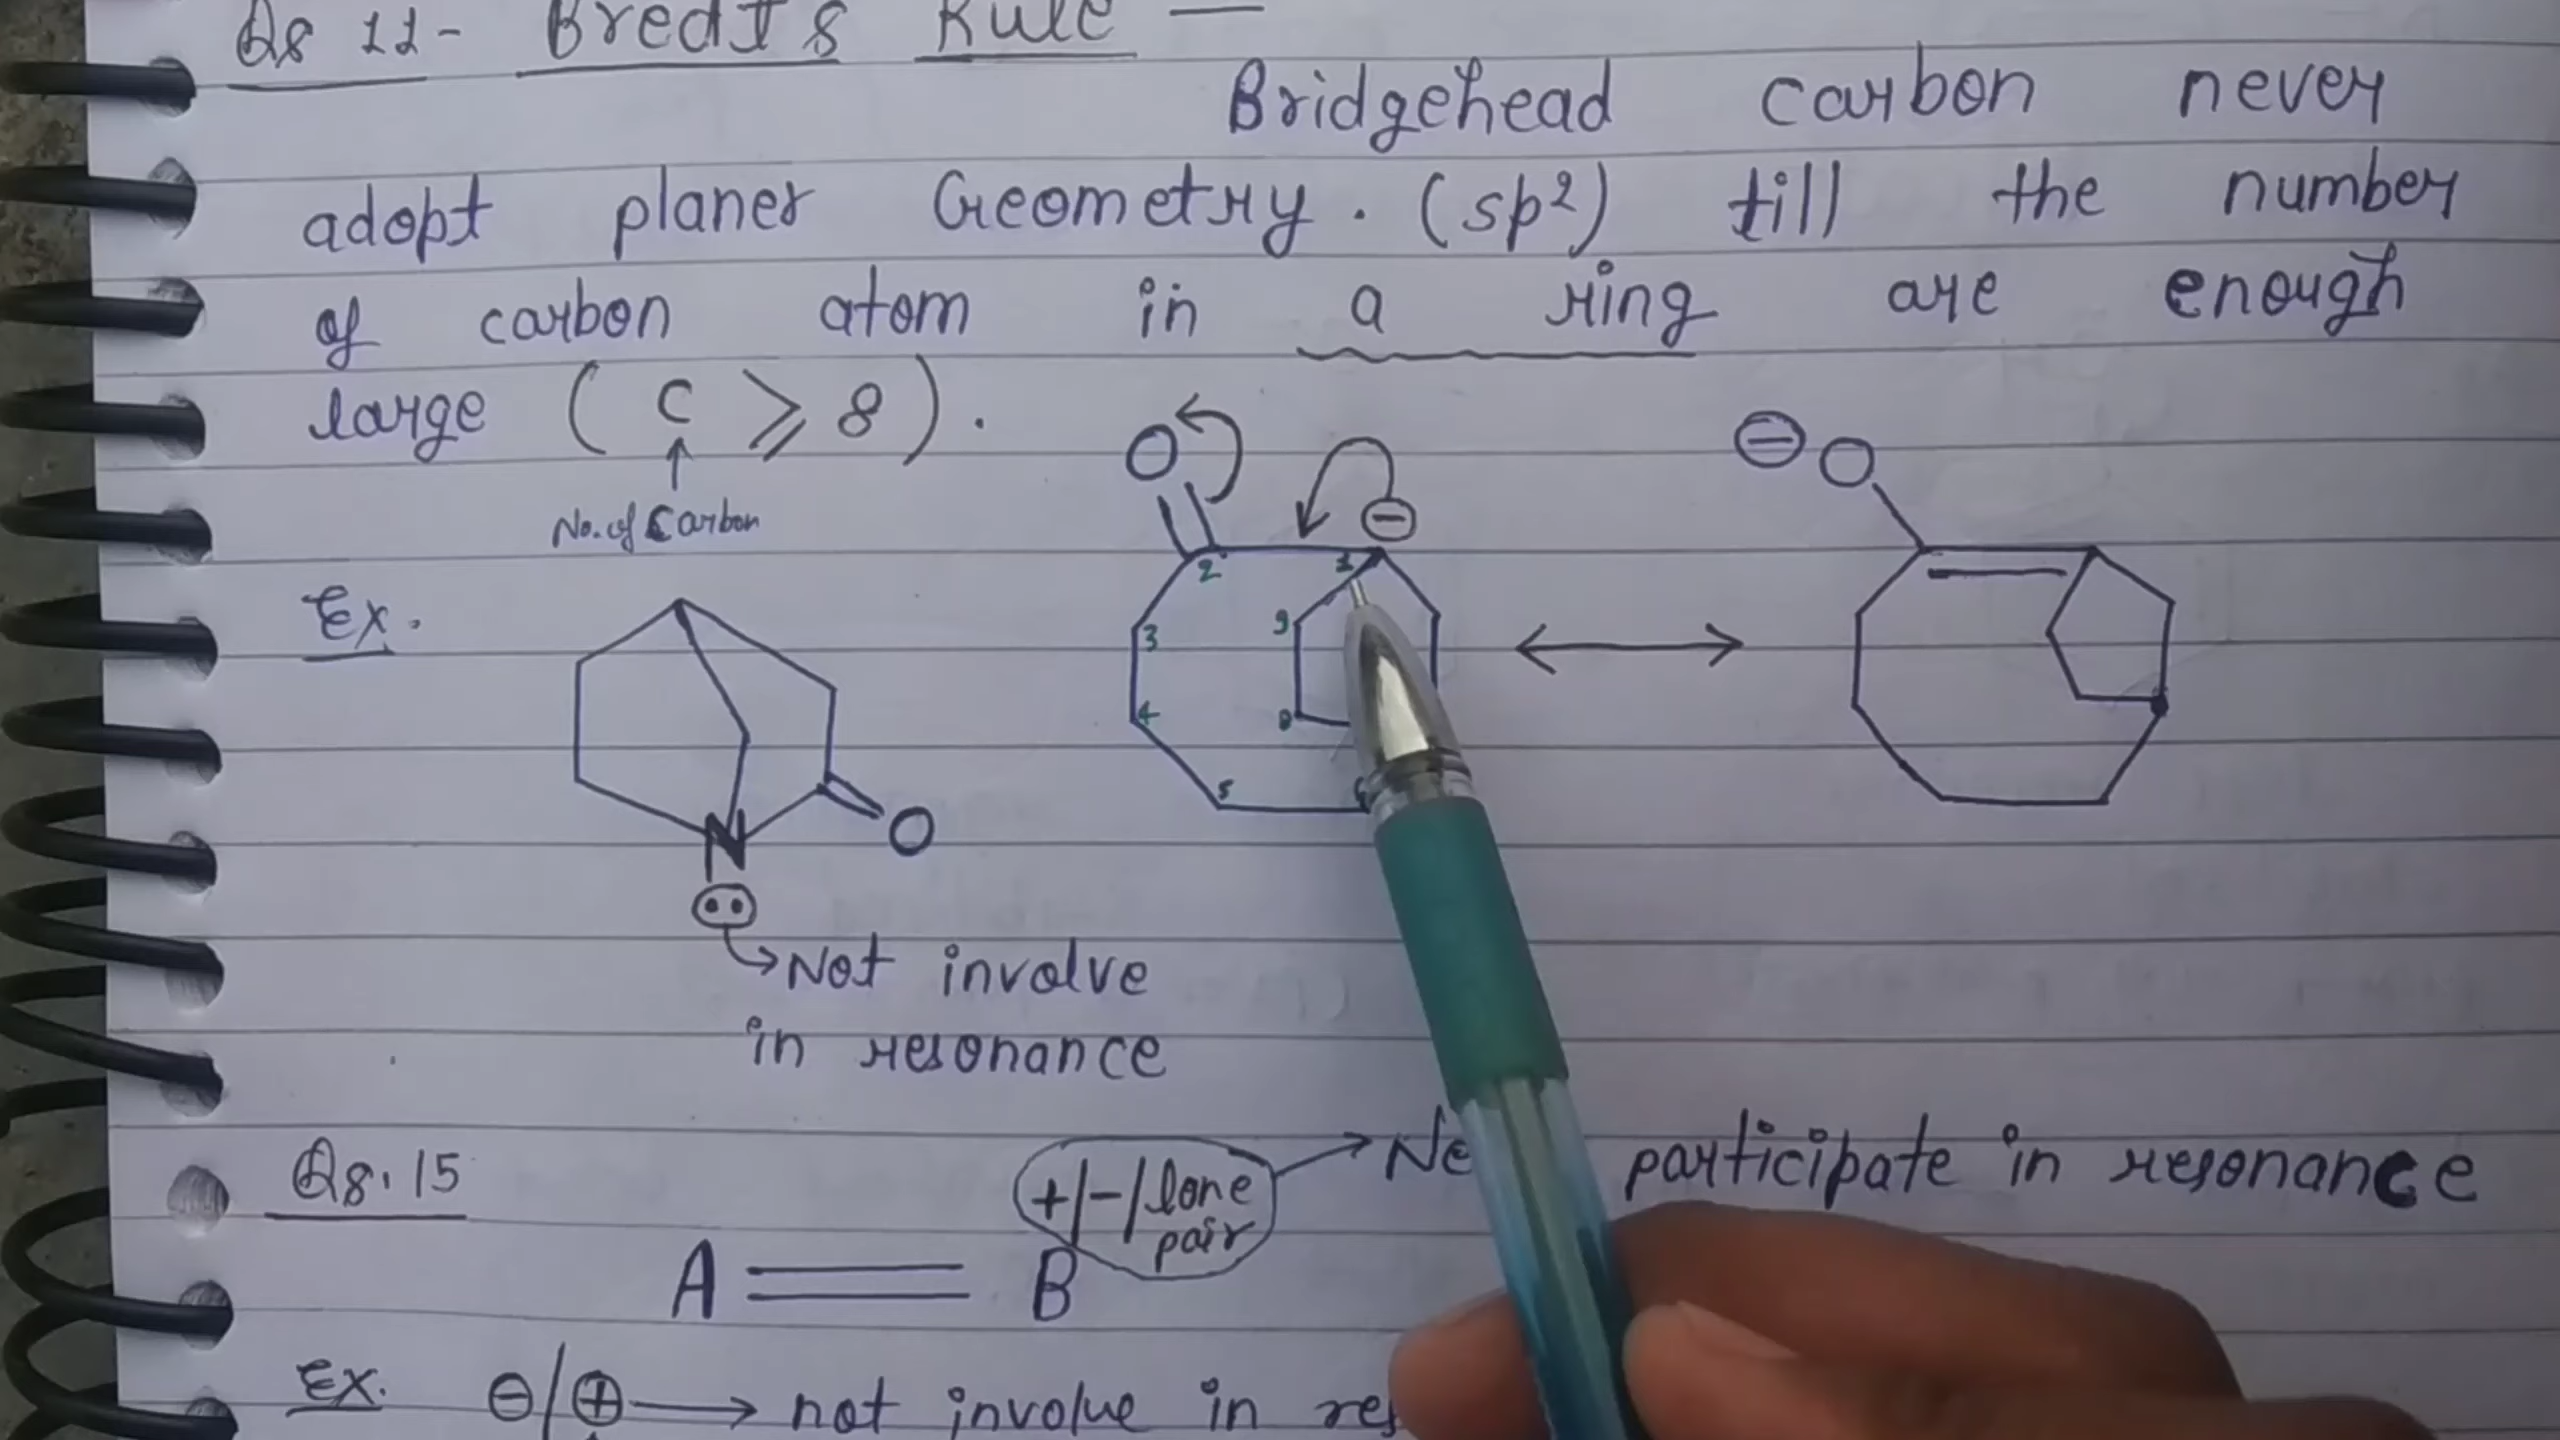 Qs 11- Bredt's Rule —
Bridgehead carbon never
adopt planer Geometry. (sp²) till the number
of carbon atom in a ring are enough
large (C ⩾ 8).
No. of Carbon
Ex.
O
⊖
⊖ O
2 1
3 9
4 8
5 6
N
O
Not involve
in resonance
Qs. 15
+/-/lone
pair
participate in resonance
A = B
Ex. ⊖/⊕ → not involve in